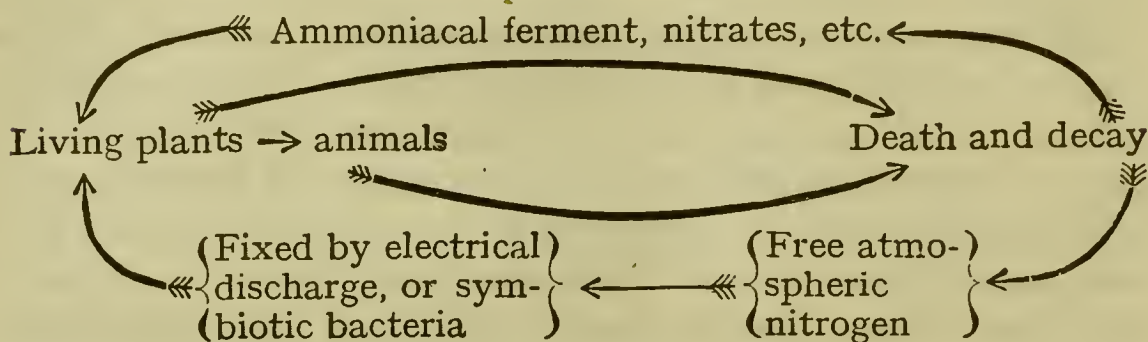 Ammoniacal ferment, nitrates, etc.
Living plants → animals
Death and decay
Fixed by electrical
discharge, or sym-
biotic bacteria
Free atmo-
spheric
nitrogen